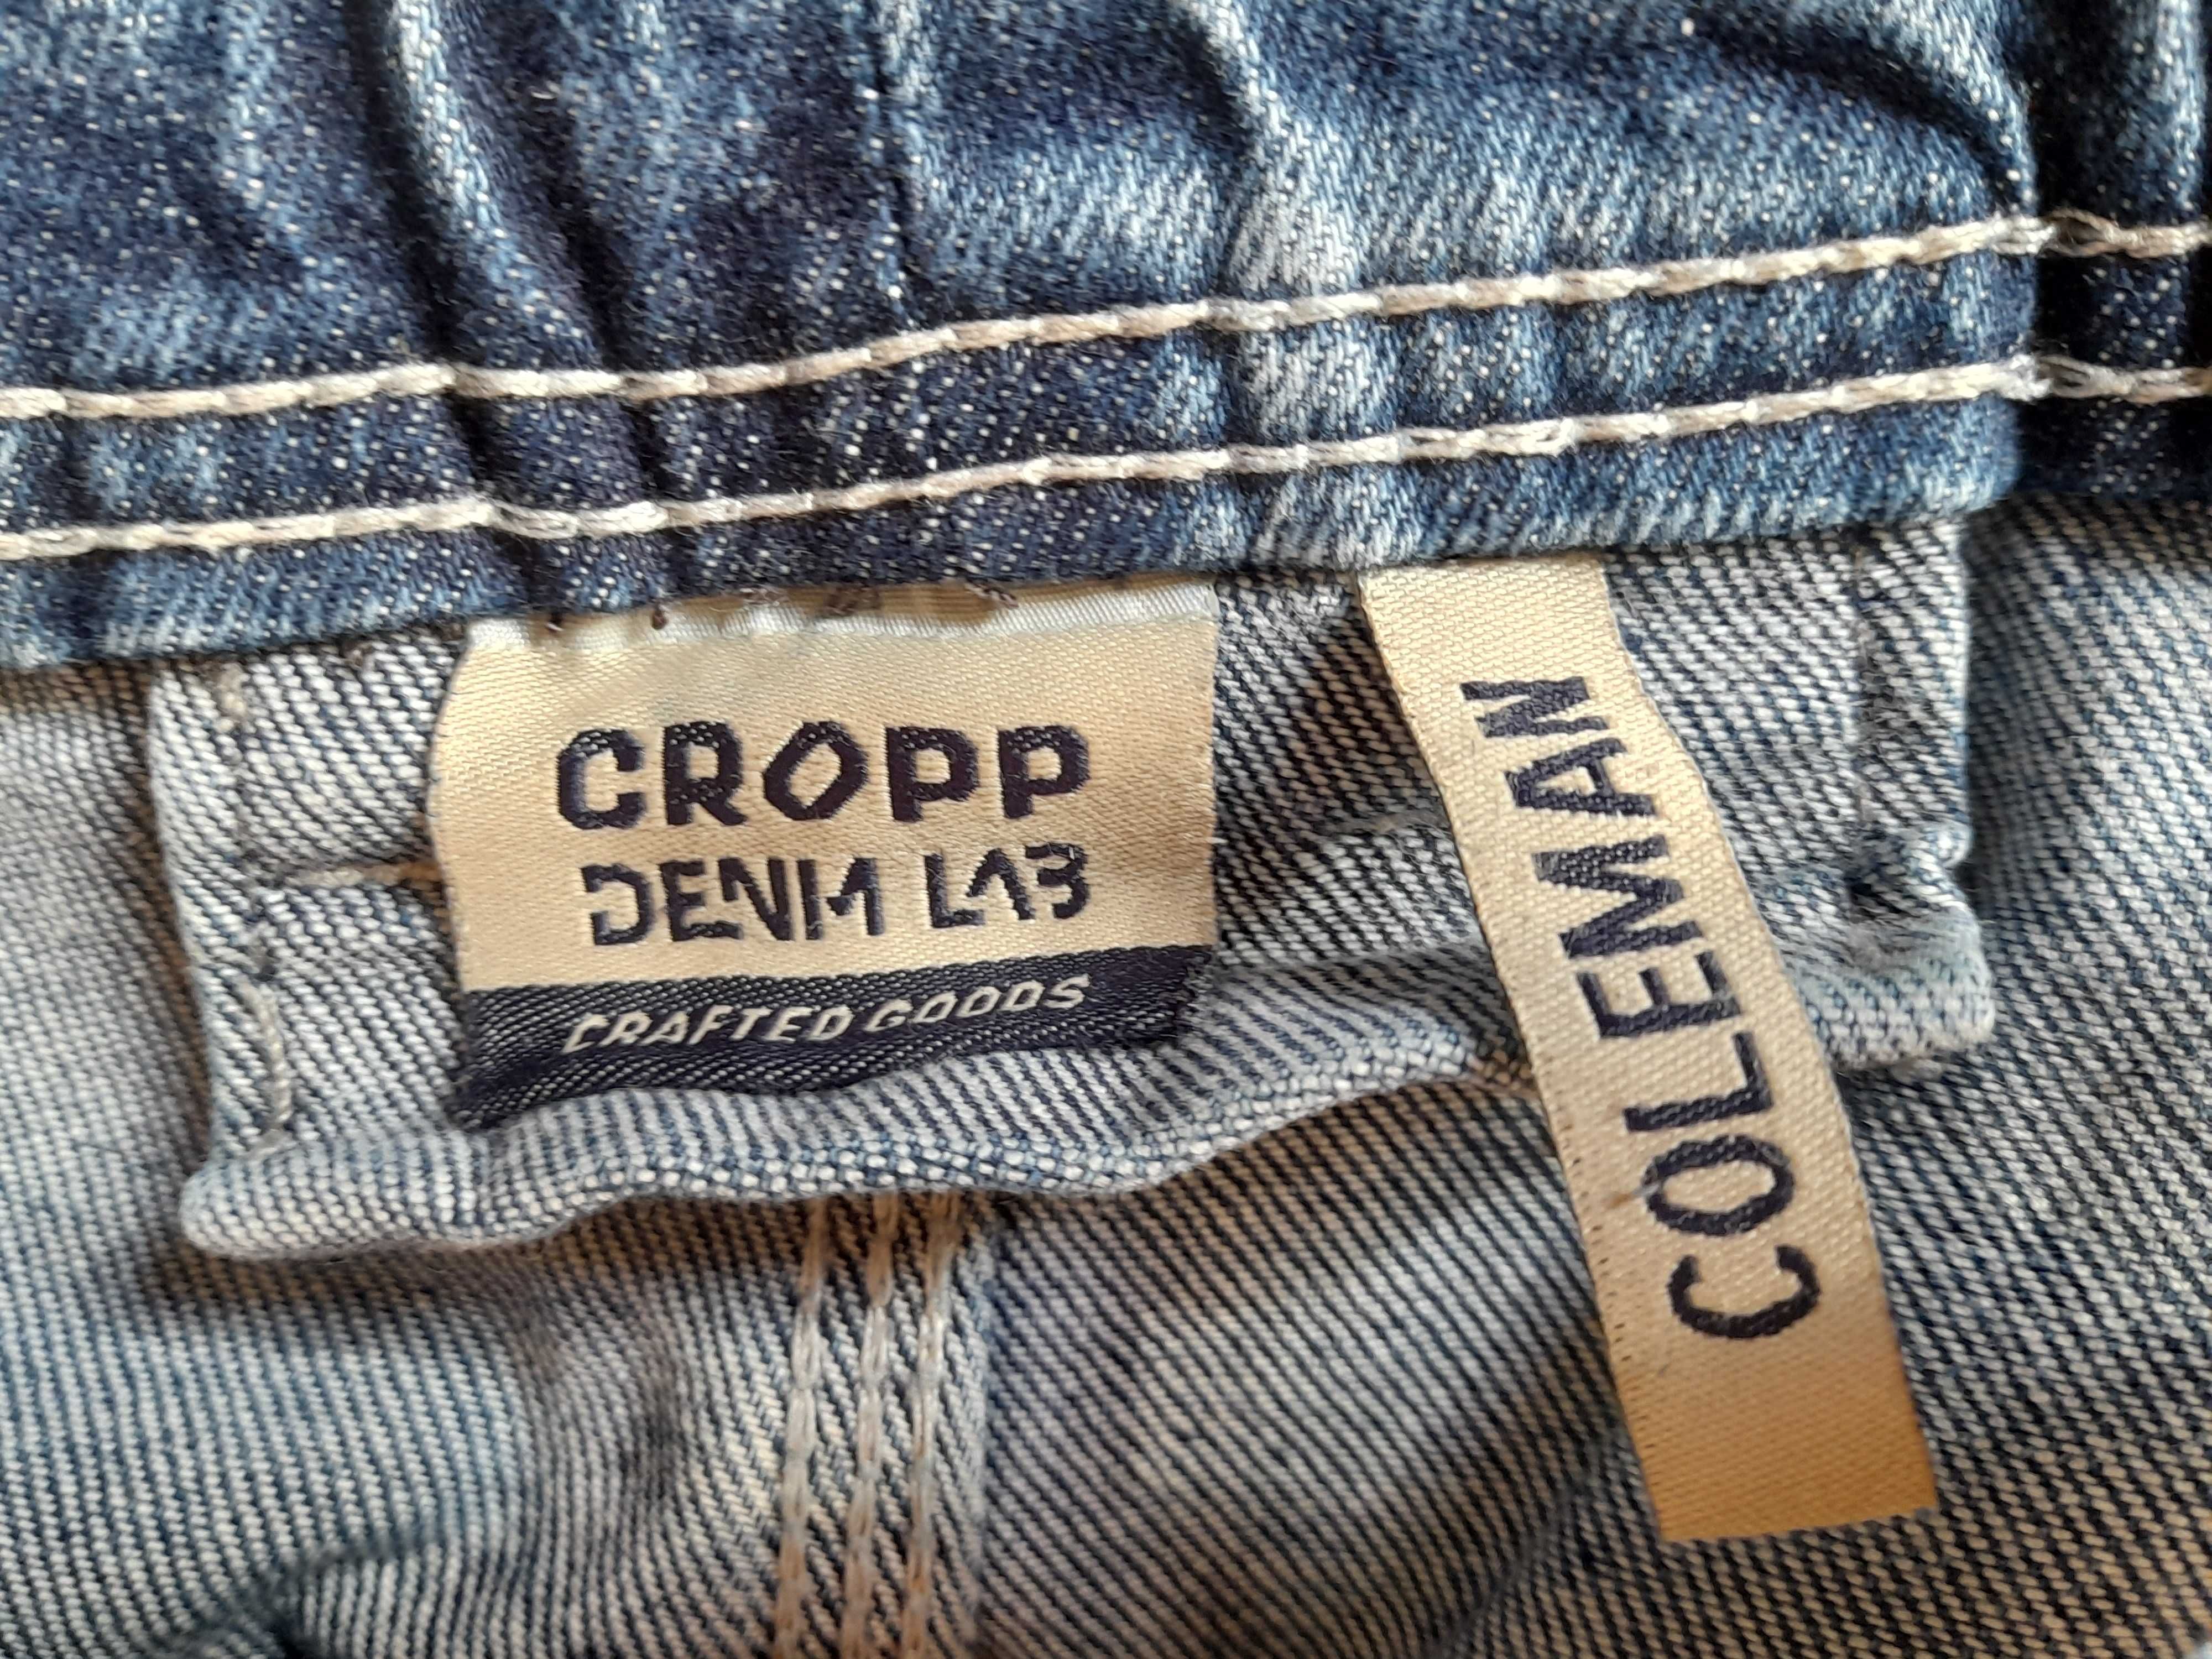 CROPP
DENIM LAB
CRAFTED GOODS
COLEMAN